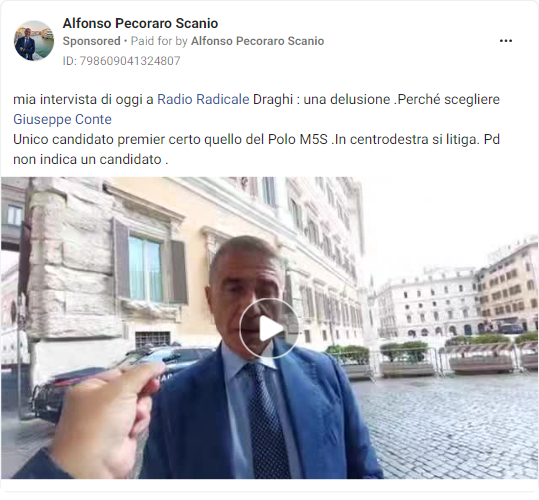 Alfonso Pecoraro Scanio
Sponsored • Paid for by Alfonso Pecoraro Scanio
ID: 798609041324807
mia intervista di oggi a Radio Radicale Draghi : una delusione .Perché scegliere
Giuseppe Conte
Unico candidato premier certo quello del Polo M5S .In centrodestra si litiga. Pd
non indica un candidato .